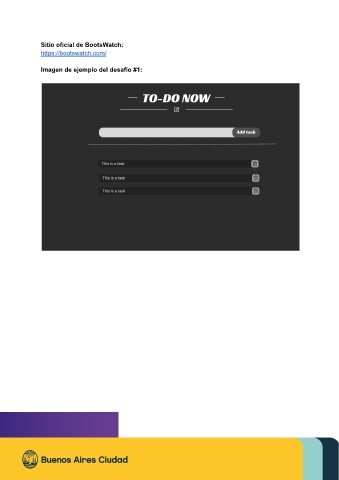 Sitio oficial de BootsWatch:
https://bootswatch.com/
Imagen de ejemplo del desafío #1:
TO-DO NOW
Add task
This is a task
This is a task
This is a task
Buenos Aires Ciudad